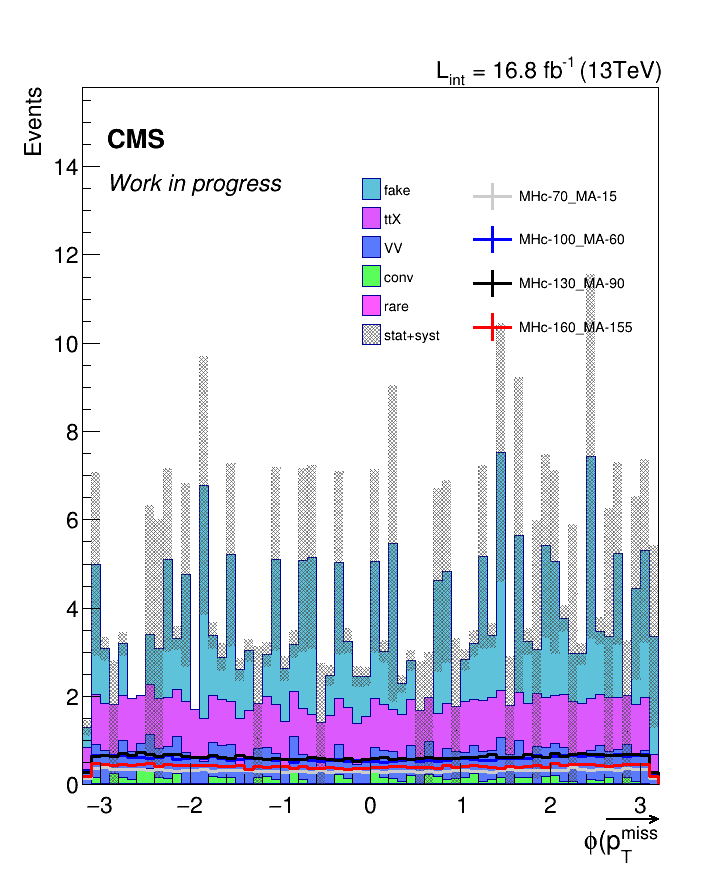 L_int = 16.8 fb^-1 (13TeV)
Events
CMS
Work in progress
fake
ttX
VV
conv
rare
stat+syst
MHc-70_MA-15
MHc-100_MA-60
MHc-130_MA-90
MHc-160_MA-155
14
12
10
8
6
4
2
0
−3 −2 −1 0 1 2 3
ϕ(p_T^miss